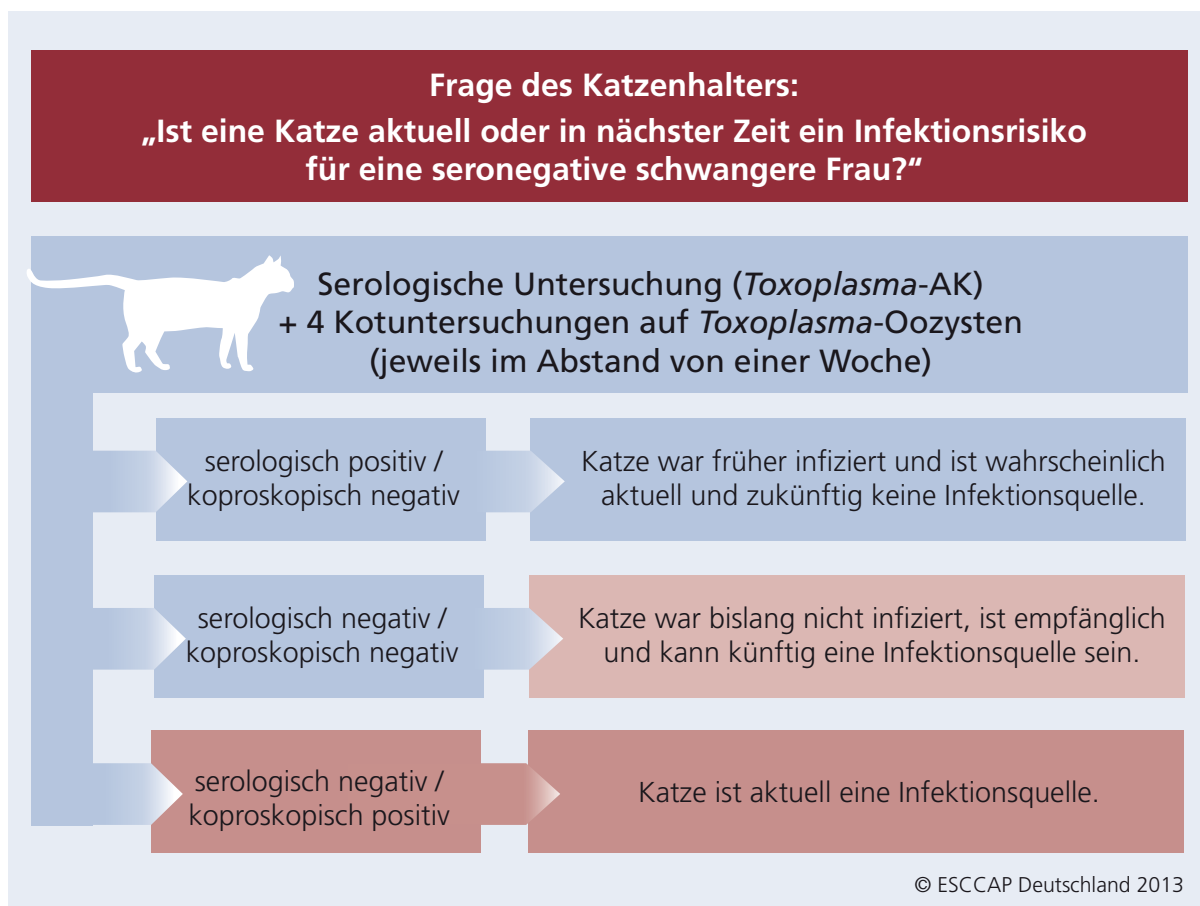 Frage des Katzenhalters:
„Ist eine Katze aktuell oder in nächster Zeit ein Infektionsrisiko
für eine seronegative schwangere Frau?“
Serologische Untersuchung (Toxoplasma-AK)
+ 4 Kotuntersuchungen auf Toxoplasma-Oozysten
(jeweils im Abstand von einer Woche)
serologisch positiv /
koproskopisch negativ
Katze war früher infiziert und ist wahrscheinlich
aktuell und zukünftig keine Infektionsquelle.
serologisch negativ /
koproskopisch negativ
Katze war bislang nicht infiziert, ist empfänglich
und kann künftig eine Infektionsquelle sein.
serologisch negativ /
koproskopisch positiv
Katze ist aktuell eine Infektionsquelle.
© ESCCAP Deutschland 2013